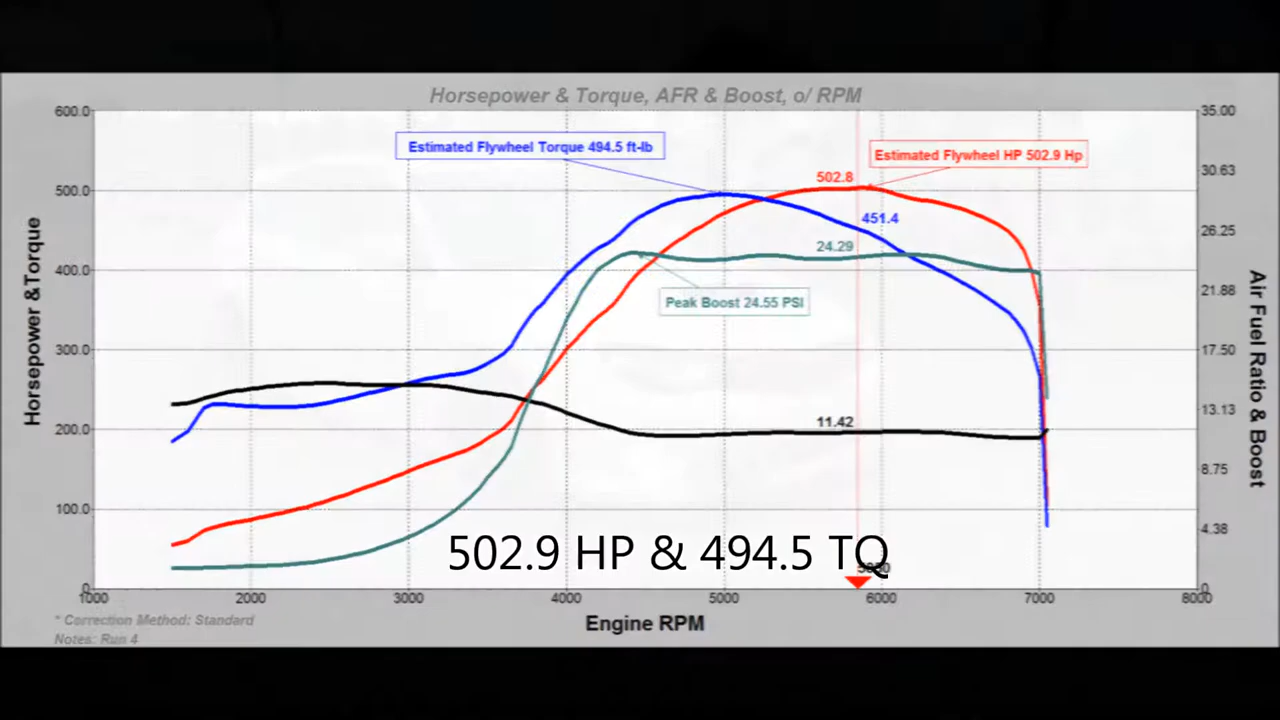 Horsepower & Torque, AFR & Boost, o/ RPM
600.0
35.00
Estimated Flywheel Torque 494.5 ft-lb
Estimated Flywheel HP 502.9 Hp
502.8
30.63
500.0
451.4
26.25
24.29
400.0
21.88
Peak Boost 24.55 PSI
Horsepower &Torque
Air Fuel Ratio & Boost
300.0
17.50
13.13
11.42
200.0
8.75
100.0
4.38
502.9 HP & 494.5 TQ
0
0
1000 2000 3000 4000 5000 6000 7000 8000
Engine RPM
* Correction Method: Standard
Notes: Run 4